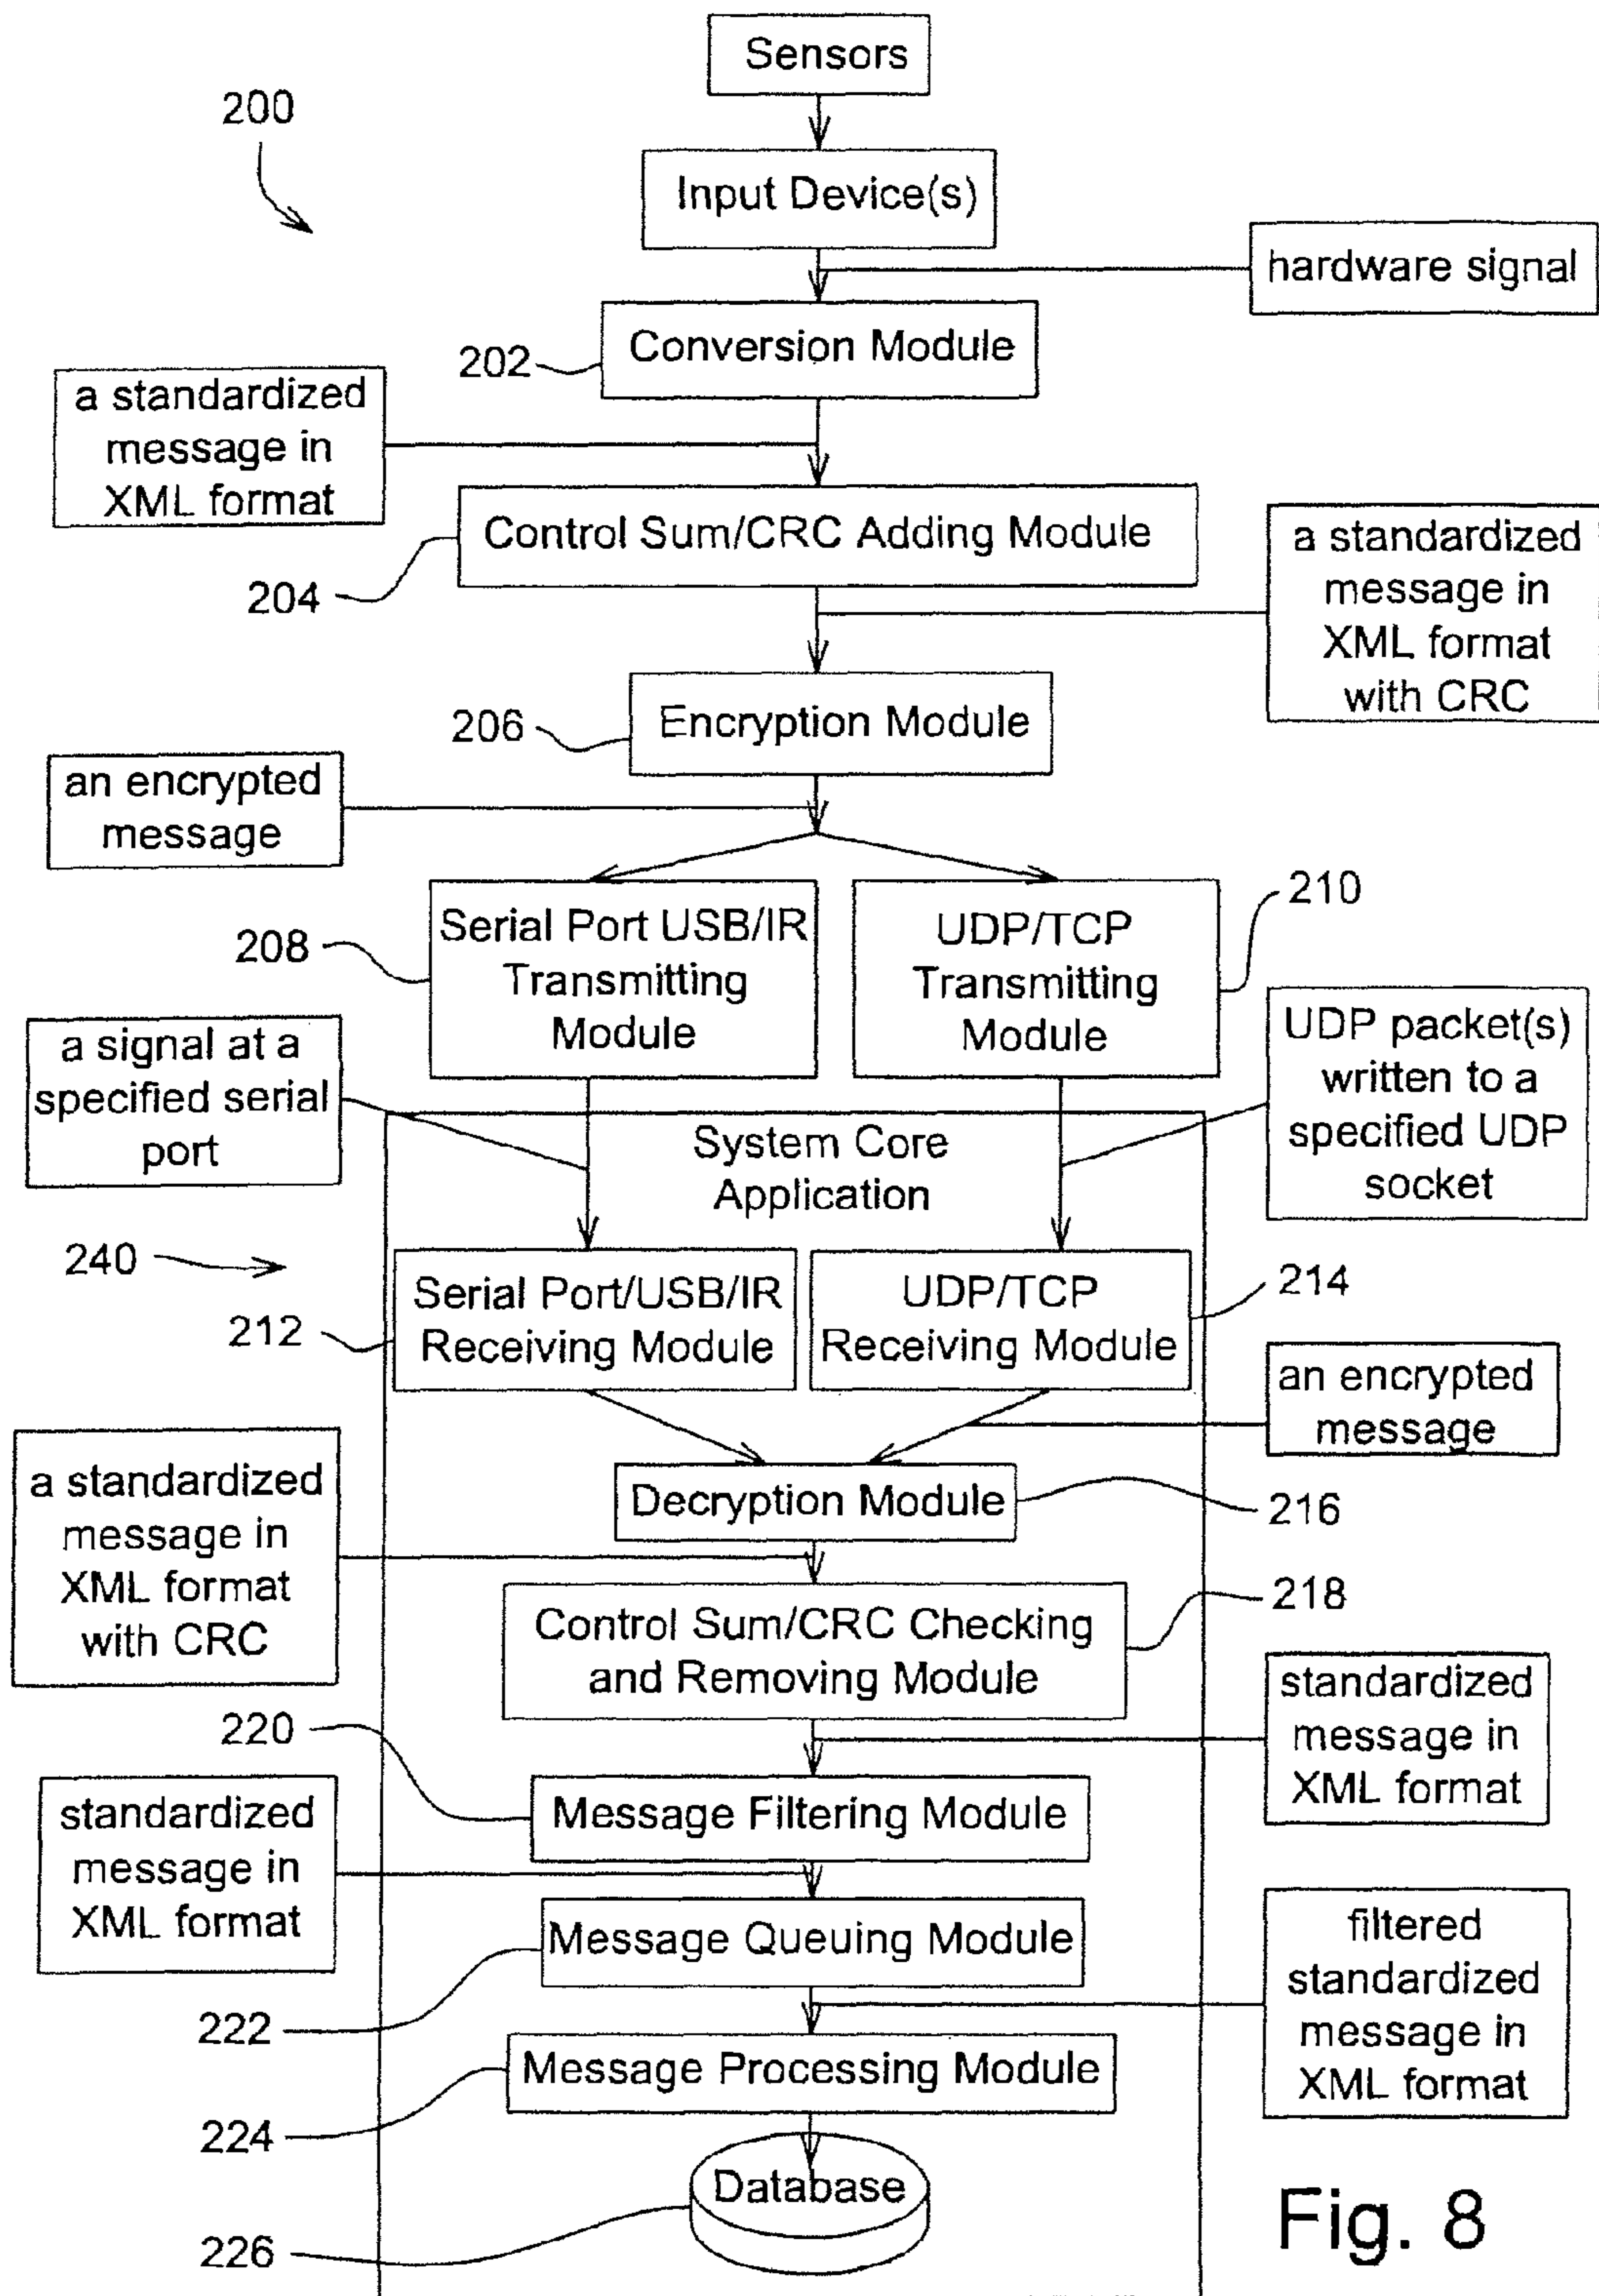 Sensors
200
Input Device(s)
hardware signal
Conversion Module
202
a standardized
message in
XML format
Control Sum/CRC Adding Module
204
a standardized
message in
XML format
with CRC
Encryption Module
206
an encrypted
message
Serial Port USB/IR
Transmitting
Module
208
UDP/TCP
Transmitting
Module
210
a signal at a
specified serial
port
UDP packet(s)
written to a
specified UDP
socket
System Core
Application
240
Serial Port/USB/IR
Receiving Module
212
UDP/TCP
Receiving Module
214
an encrypted
message
Decryption Module
216
a standardized
message in
XML format
with CRC
Control Sum/CRC Checking
and Removing Module
218
standardized
message in
XML format
220
Message Filtering Module
standardized
message in
XML format
Message Queuing Module
222
filtered
standardized
message in
XML format
Message Processing Module
224
Database
226
Fig. 8